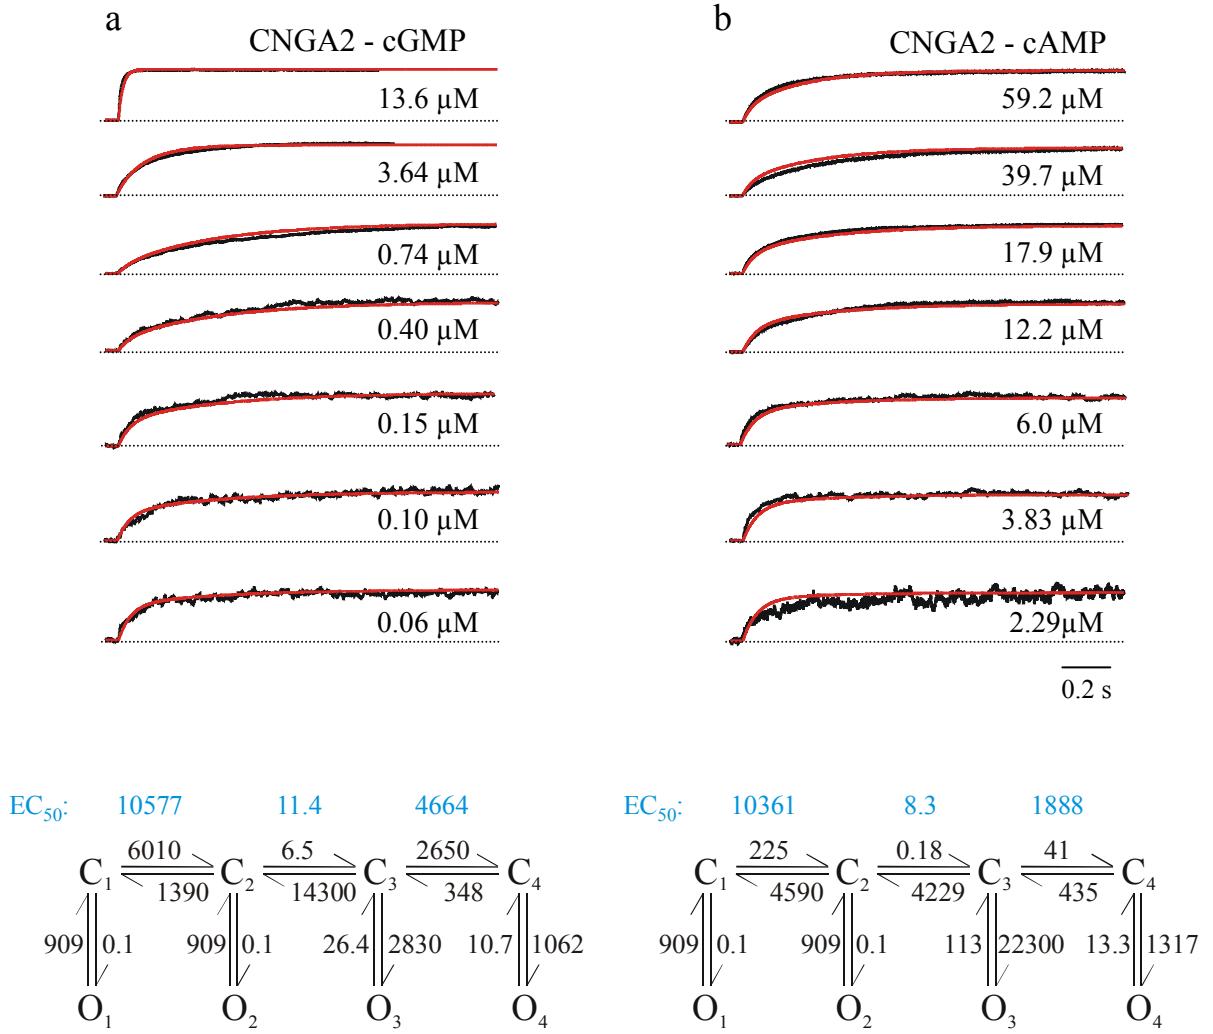 a
CNGA2 - cGMP
13.6 µM
3.64 µM
0.74 µM
0.40 µM
0.15 µM
0.10 µM
0.06 µM
b
CNGA2 - cAMP
59.2 µM
39.7 µM
17.9 µM
12.2 µM
6.0 µM
3.83 µM
2.29µM
0.2 s
EC₅₀: 10577 11.4 4664
6010 6.5 2650
C₁ C₂ C₃ C₄
1390 14300 348
909 0.1 909 0.1 26.4 2830 10.7 1062
O₁ O₂ O₃ O₄
EC₅₀: 10361 8.3 1888
225 0.18 41
C₁ C₂ C₃ C₄
4590 4229 435
909 0.1 909 0.1 113 22300 13.3 1317
O₁ O₂ O₃ O₄